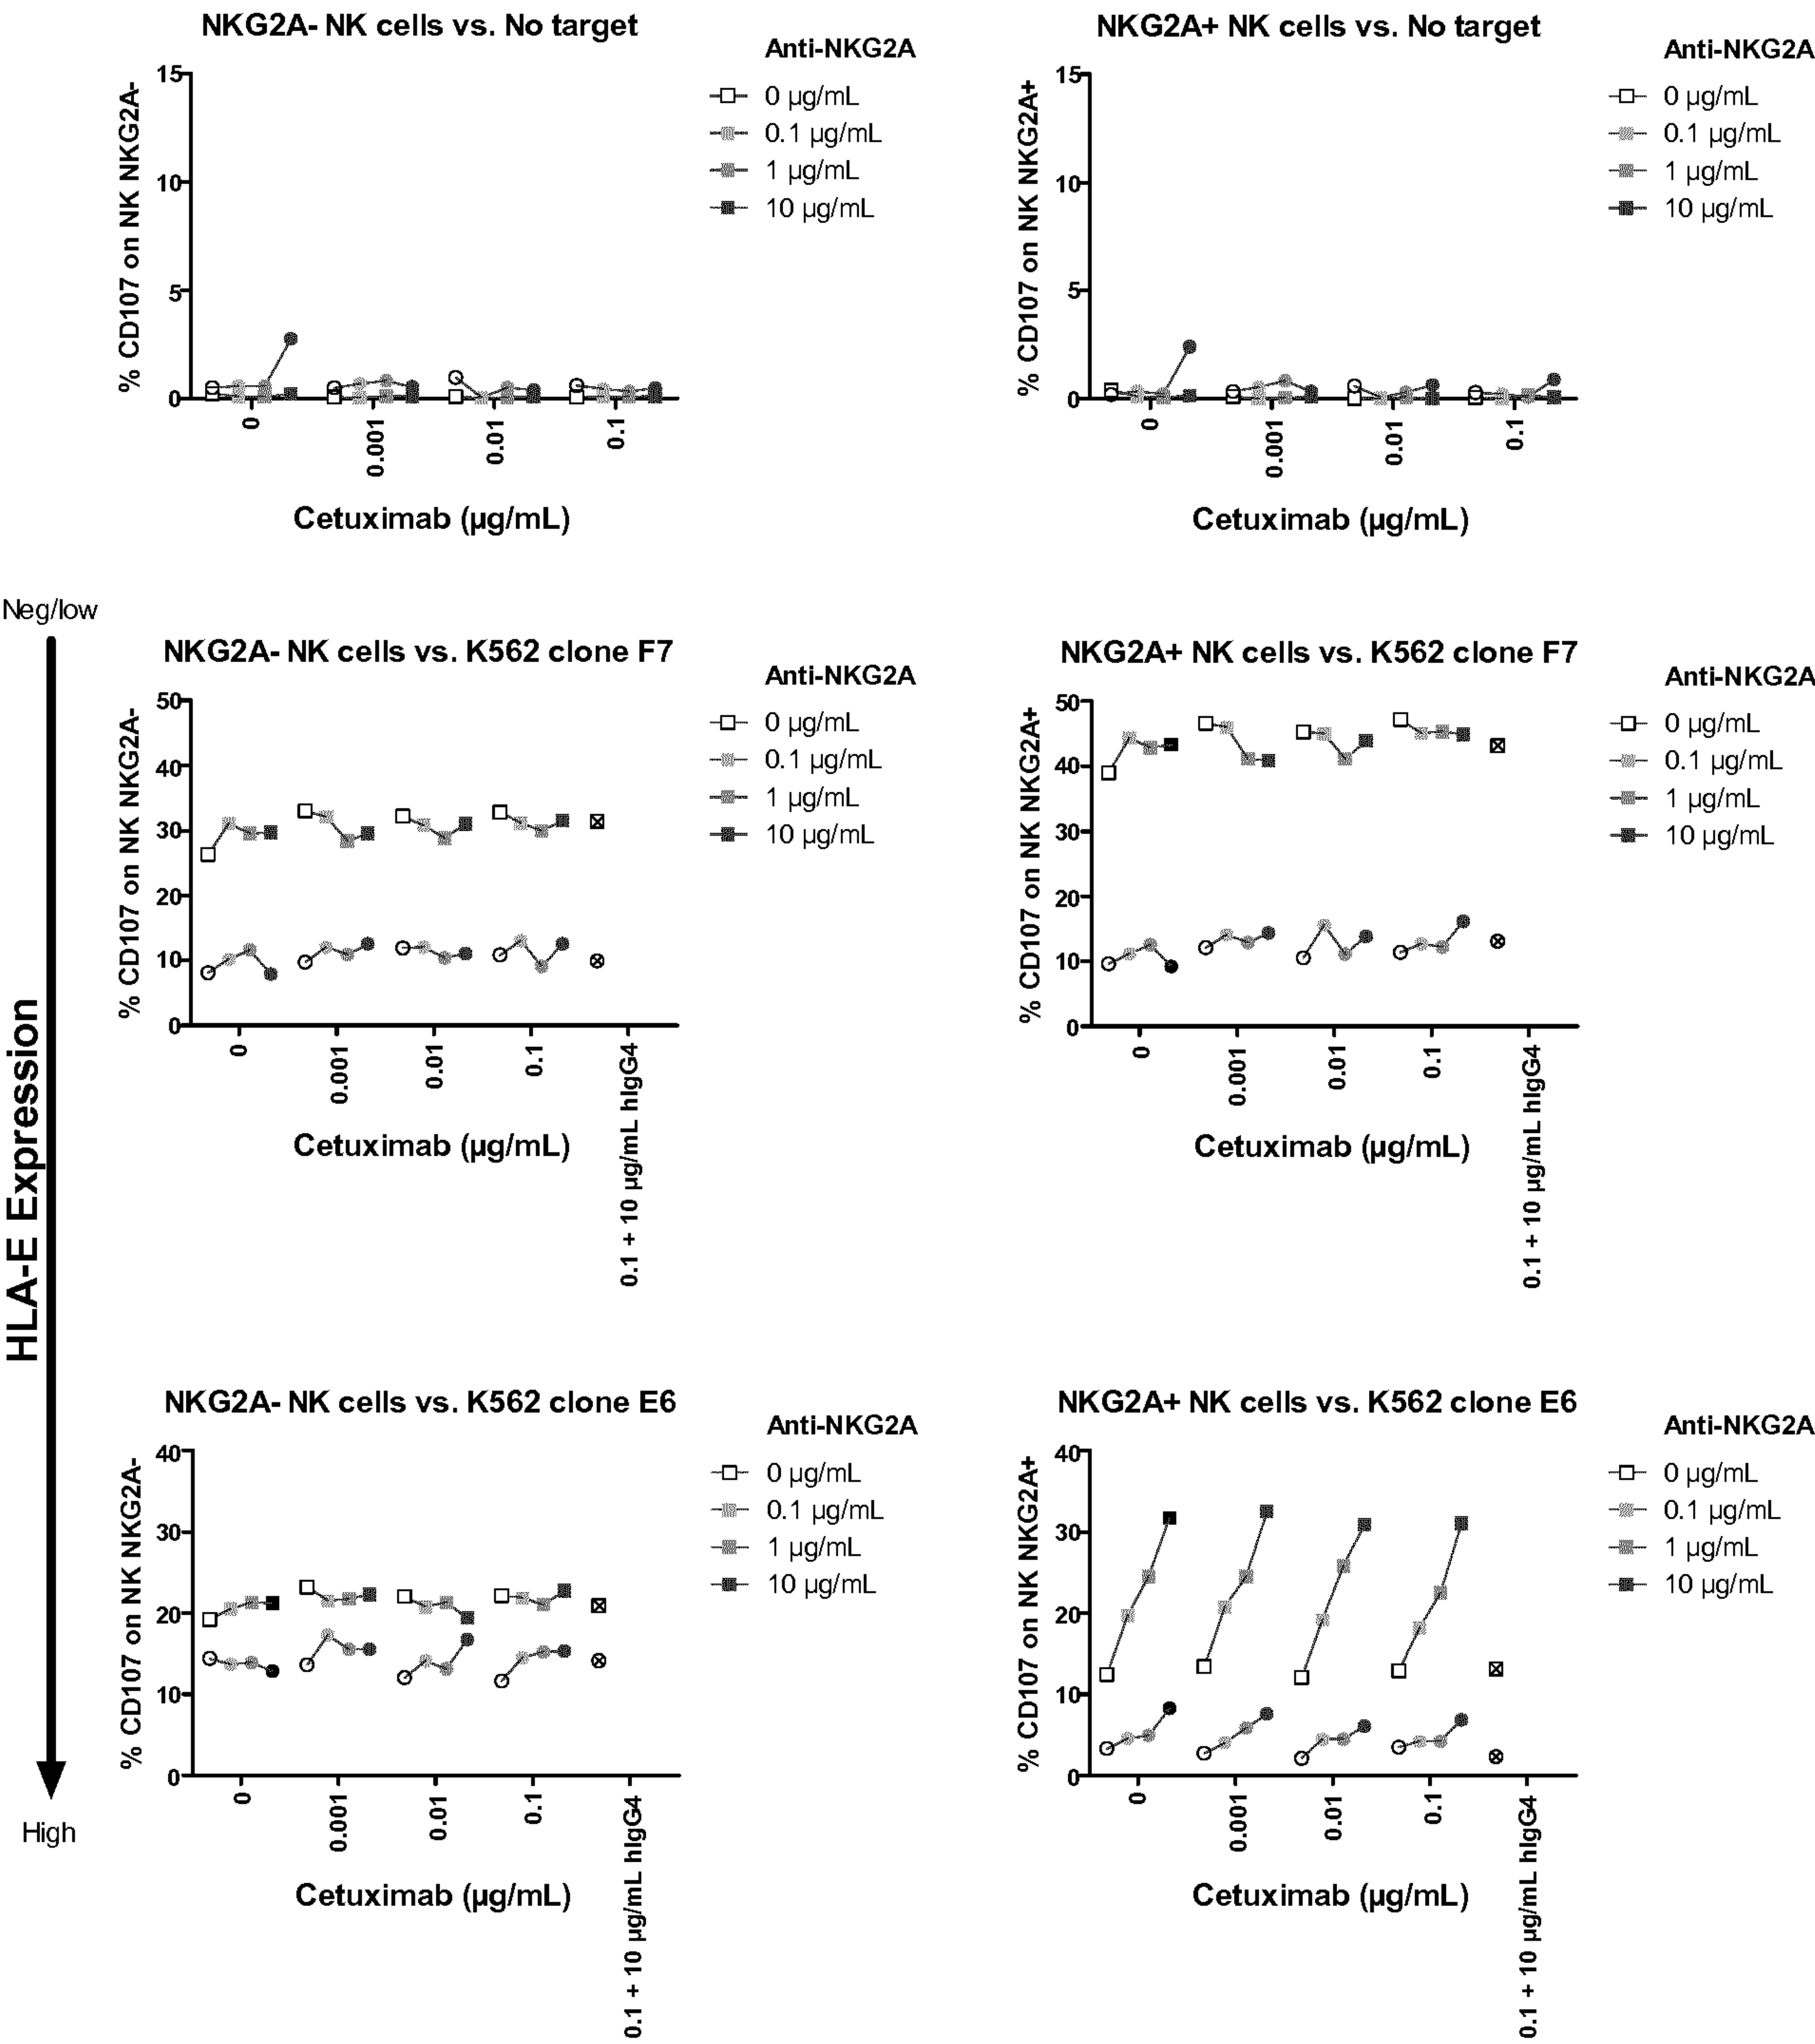 NKG2A- NK cells vs. No target
% CD107 on NK NKG2A-
15
10
5
0
0
0.001
0.01
0.1
Cetuximab (µg/mL)
Anti-NKG2A
0 µg/mL
0.1 µg/mL
1 µg/mL
10 µg/mL
NKG2A+ NK cells vs. No target
% CD107 on NK NKG2A+
15
10
5
0
0
0.001
0.01
0.1
Cetuximab (µg/mL)
Anti-NKG2A
0 µg/mL
0.1 µg/mL
1 µg/mL
10 µg/mL
Neg/low
HLA-E Expression
High
NKG2A- NK cells vs. K562 clone F7
% CD107 on NK NKG2A-
50
40
30
20
10
0
0
0.001
0.01
0.1
0.1 + 10 µg/mL hIgG4
Cetuximab (µg/mL)
Anti-NKG2A
0 µg/mL
0.1 µg/mL
1 µg/mL
10 µg/mL
NKG2A+ NK cells vs. K562 clone F7
% CD107 on NK NKG2A+
50
40
30
20
10
0
0
0.001
0.01
0.1
0.1 + 10 µg/mL hIgG4
Cetuximab (µg/mL)
Anti-NKG2A
0 µg/mL
0.1 µg/mL
1 µg/mL
10 µg/mL
NKG2A- NK cells vs. K562 clone E6
% CD107 on NK NKG2A-
40
30
20
10
0
0
0.001
0.01
0.1
0.1 + 10 µg/mL hIgG4
Cetuximab (µg/mL)
Anti-NKG2A
0 µg/mL
0.1 µg/mL
1 µg/mL
10 µg/mL
NKG2A+ NK cells vs. K562 clone E6
% CD107 on NK NKG2A+
40
30
20
10
0
0
0.001
0.01
0.1
0.1 + 10 µg/mL hIgG4
Cetuximab (µg/mL)
Anti-NKG2A
0 µg/mL
0.1 µg/mL
1 µg/mL
10 µg/mL